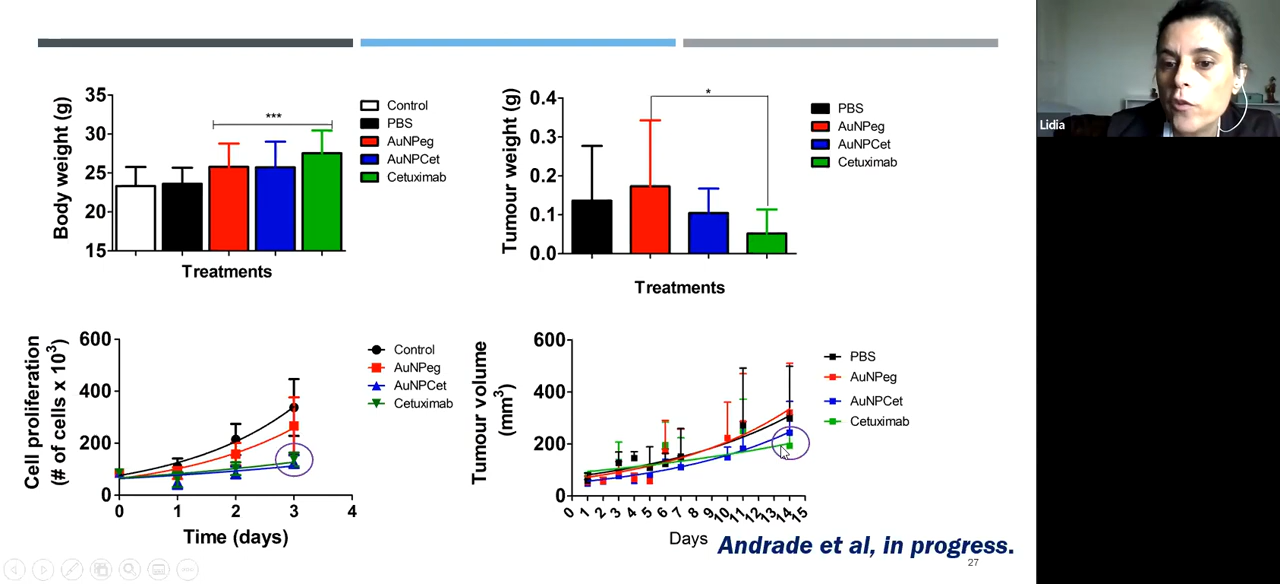 Body weight (g)
35
30
25
20
15
***
Treatments
Control
PBS
AuNPeg
AuNPCet
Cetuximab
Tumour weight (g)
0.4
0.3
0.2
0.1
0.0
*
Treatments
PBS
AuNPeg
AuNPCet
Cetuximab
Lidia
Cell proliferation
(# of cells x 10³)
600
400
200
0
0 1 2 3 4
Time (days)
Control
AuNPeg
AuNPCet
Cetuximab
Tumour volume
(mm³)
600
400
200
0
0 1 2 3 4 5 6 7 8 9 10 11 12 13 14 15
Days
PBS
AuNPeg
AuNPCet
Cetuximab
Andrade et al, in progress.
27